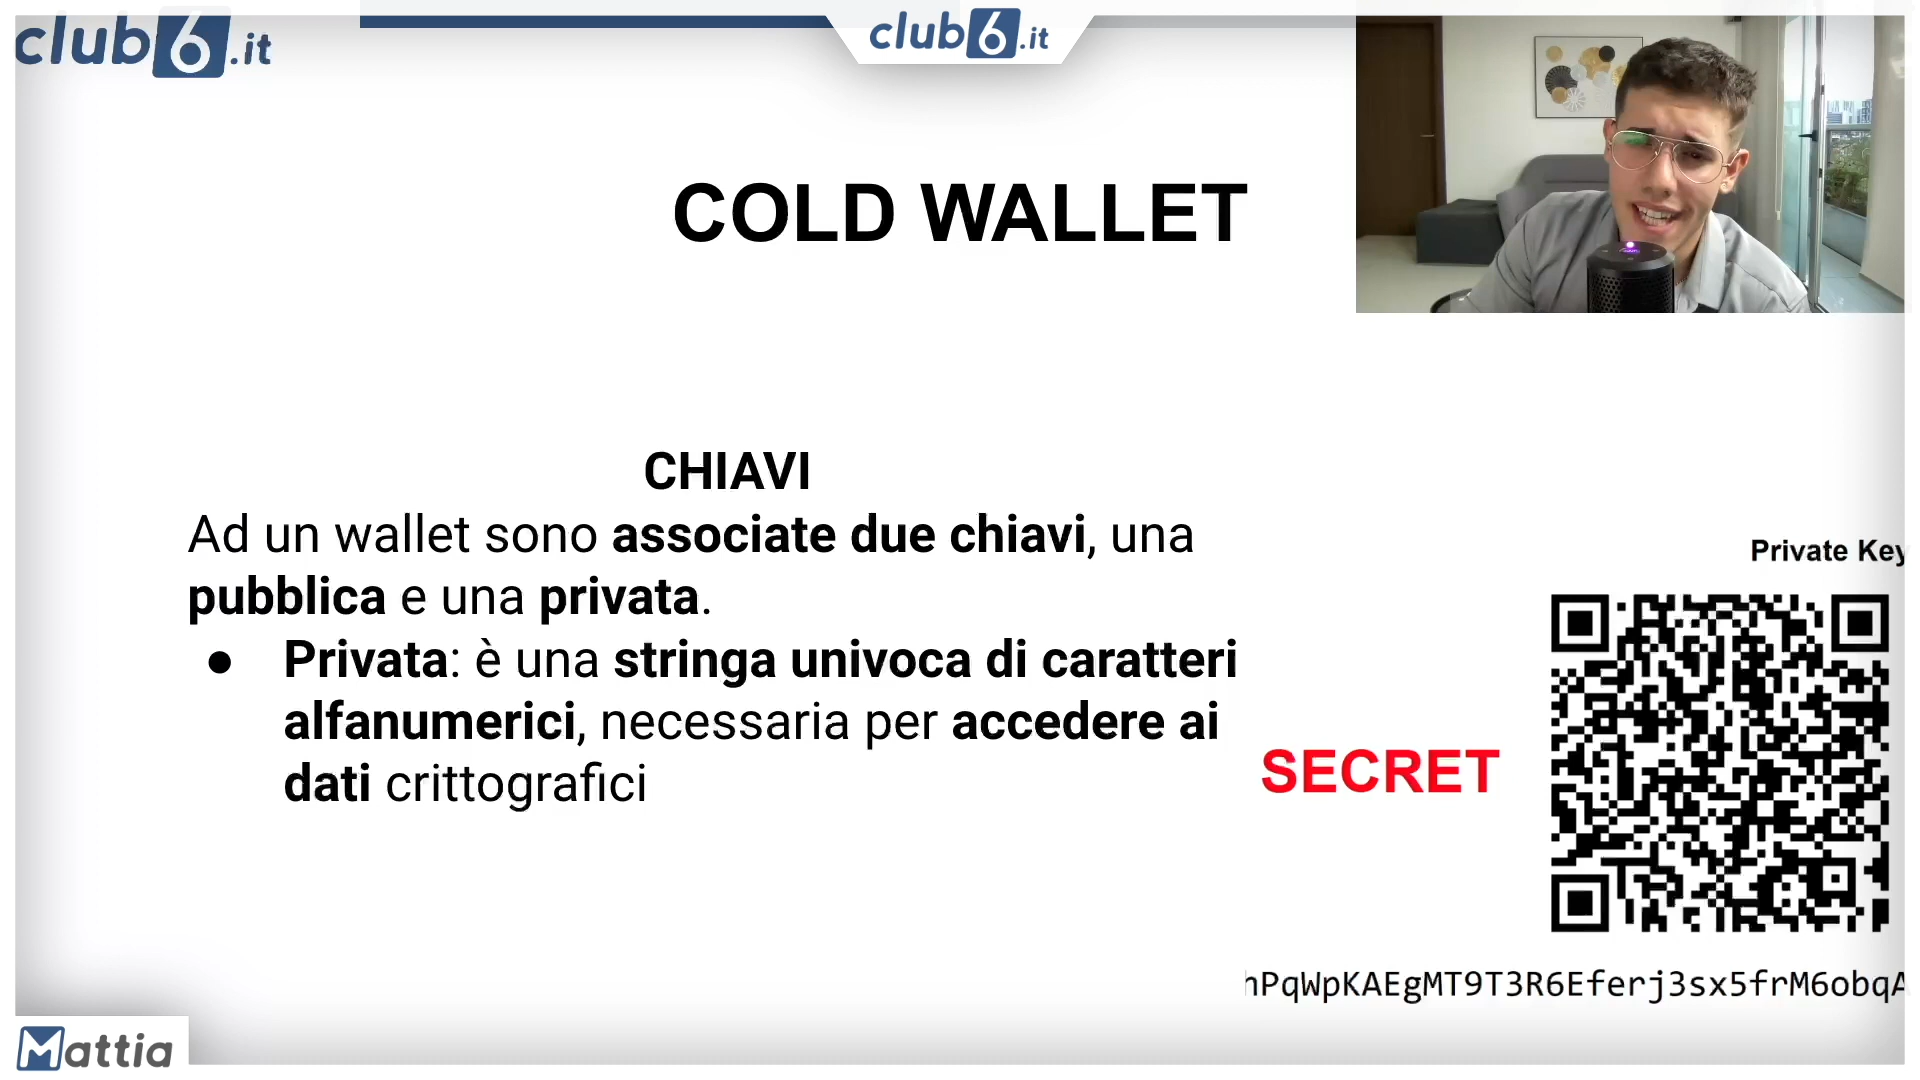 club6.it
club6.it
COLD WALLET
CHIAVI
Ad un wallet sono associate due chiavi, una
pubblica e una privata.
● Privata: è una stringa univoca di caratteri
alfanumerici, necessaria per accedere ai
dati crittografici
Private Key
SECRET
hPqWpKAEgMT9T3R6Eferj3sx5frM6obqA
Mattia